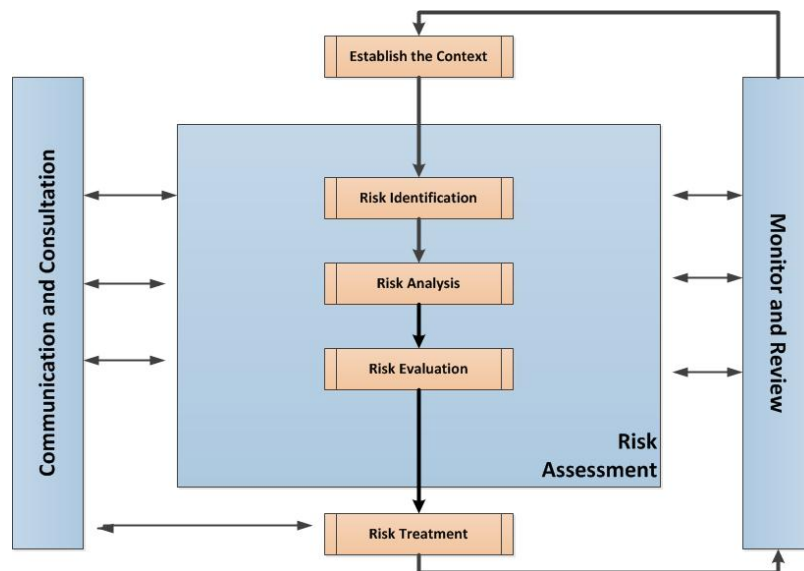 Establish the Context
Communication and Consultation
Risk Identification
Risk Analysis
Risk Evaluation
Risk
Assessment
Monitor and Review
Risk Treatment